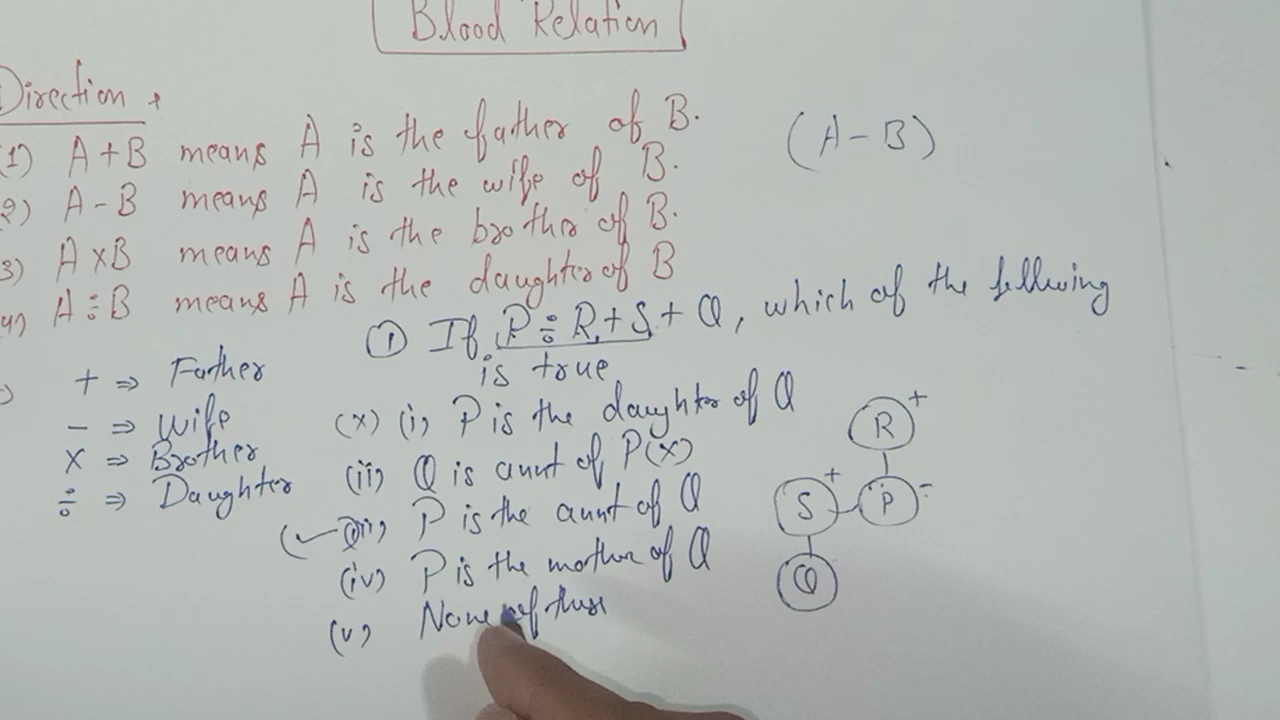 Blood Relation
Direction
(1) A+B means A is the father of B.
2) A-B means A is the wife of B.
3) A×B means A is the brother of B.
4) A÷B means A is the daughter of B
(A-B)
① If P÷R+S+Q, which of the following
is true
+ ⇒ Father
- ⇒ Wife
× ⇒ Brother
÷ ⇒ Daughter
(x) (i) P is the daughter of Q
(ii) Q is aunt of P(x)
(✓ (iii) P is the aunt of Q
(iv) P is the mother of Q
(v) None of these
R +
S + P -
Q